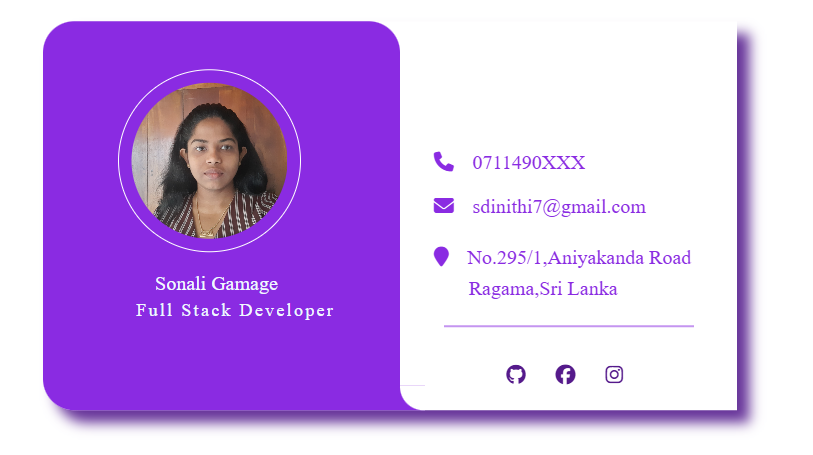 Sonali Gamage
Full Stack Developer
0711490XXX
sdinithi7@gmail.com
No.295/1,Aniyakanda Road
Ragama,Sri Lanka